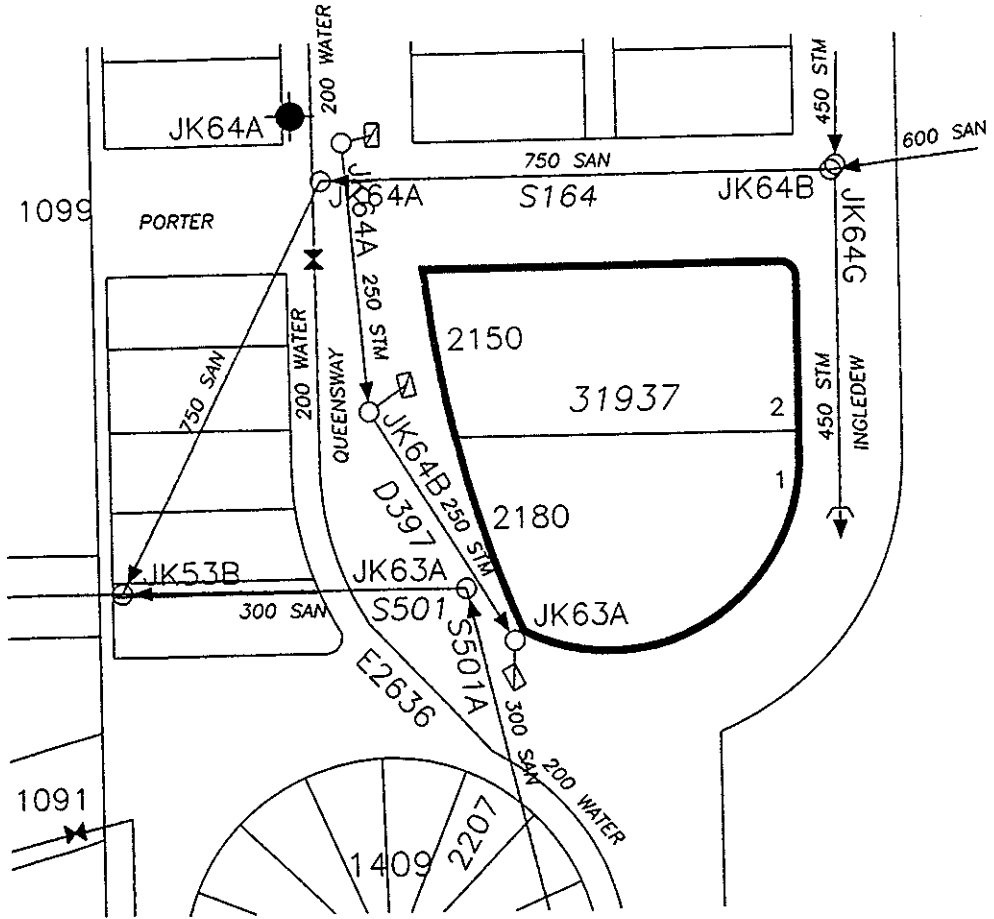 200 WATER
450 STM
600 SAN
JK64A
750 SAN
JK64A
S164
JK64B
1099
PORTER
JK64A
JK64G
250 STM
2150
200 WATER
QUEENSWAY
750 SAN
31937
2
450 STM
INGLEDEW
JK64B
1
D397
250 STM
2180
JK53B
JK63A
300 SAN
S501
JK63A
S501A
E2636
300 SAN
200 WATER
1091
1409
2207